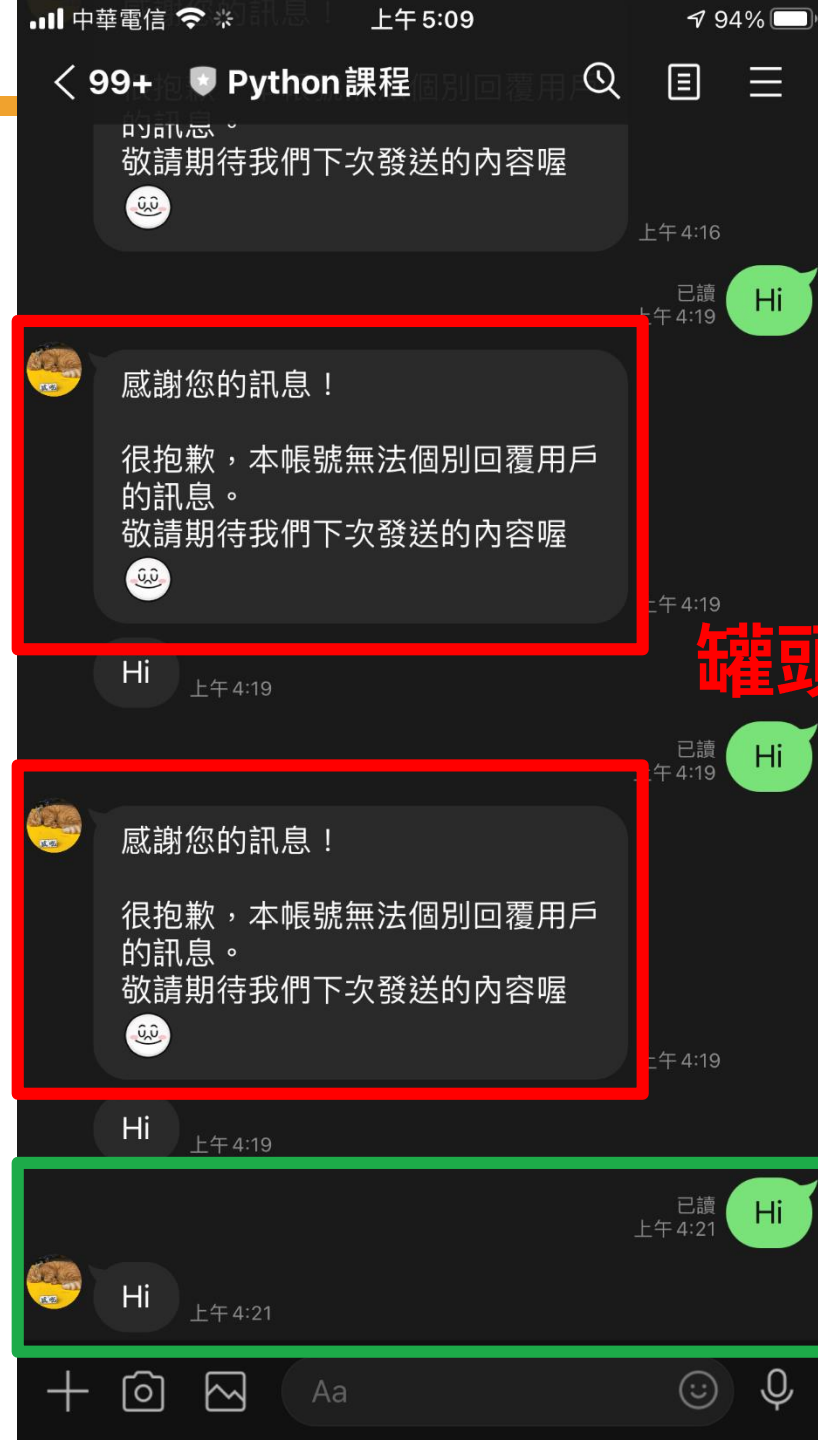 中華電信
上午 5:09
94%
99+
Python課程
的訊息。
敬請期待我們下次發送的內容喔
上午 4:16
已讀
上午 4:19
Hi
感謝您的訊息！
很抱歉，本帳號無法個別回覆用戶
的訊息。
敬請期待我們下次發送的內容喔
上午 4:19
罐頭
Hi
上午 4:19
已讀
上午 4:19
Hi
感謝您的訊息！
很抱歉，本帳號無法個別回覆用戶
的訊息。
敬請期待我們下次發送的內容喔
上午 4:19
Hi
上午 4:19
已讀
上午 4:21
Hi
Hi
上午 4:21
Aa